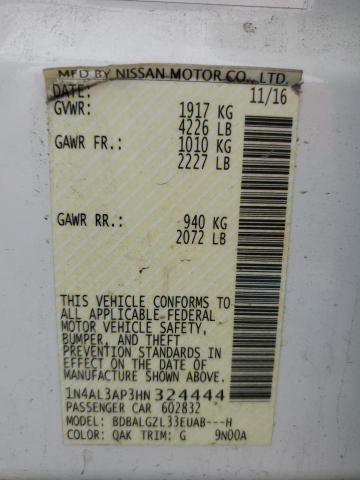 MFD BY NISSAN MOTOR CO., LTD.
DATE: 11/16
GVWR: 1917 KG
4226 LB
GAWR FR.: 1010 KG
2227 LB
GAWR RR.: 940 KG
2072 LB
THIS VEHICLE CONFORMS TO
ALL APPLICABLE FEDERAL
MOTOR VEHICLE SAFETY,
BUMPER, AND THEFT
PREVENTION STANDARDS IN
EFFECT ON THE DATE OF
MANUFACTURE SHOWN ABOVE.
1N4AL3AP3HN324444
PASSENGER CAR 602832
MODEL: BDBALGZL33EUAB---H
COLOR: QAK TRIM: G 9N00A